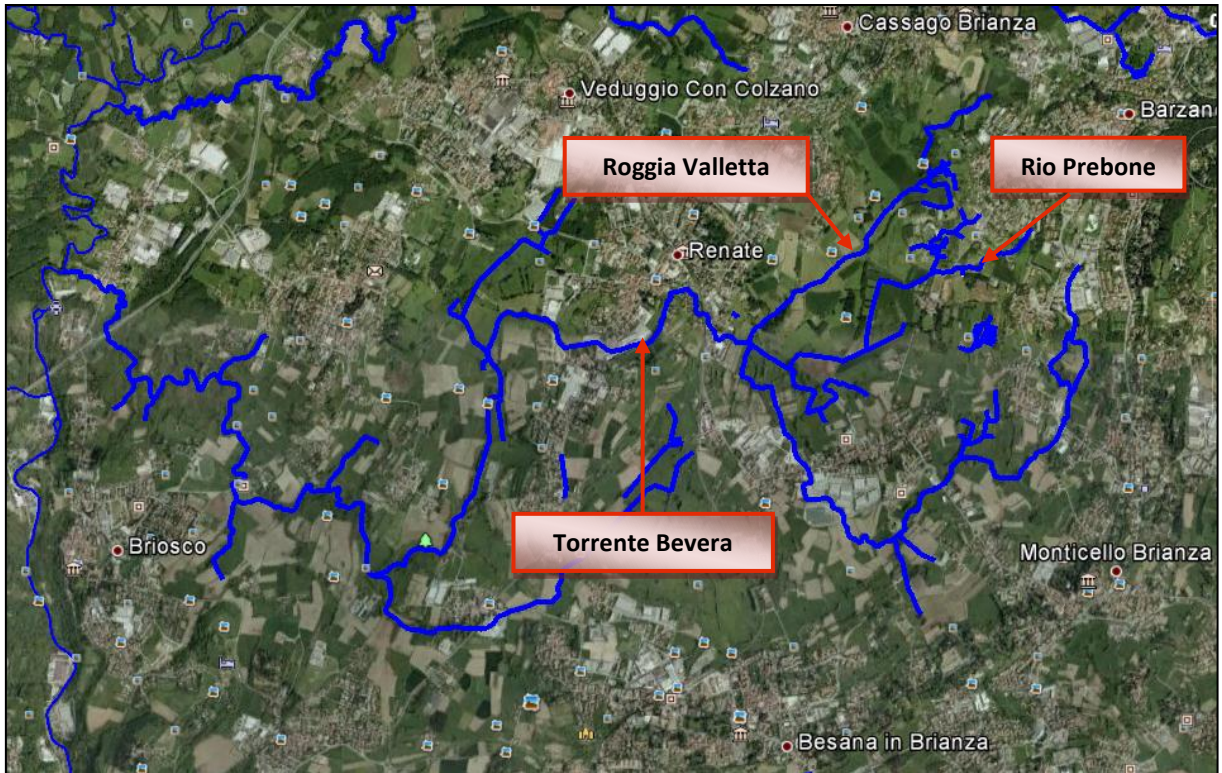 Cassago Brianza
Veduggio Con Colzano
Barzan
Roggia Valletta
Rio Prebone
Renate
Torrente Bevera
Briosco
Monticello Brianza
Besana in Brianza